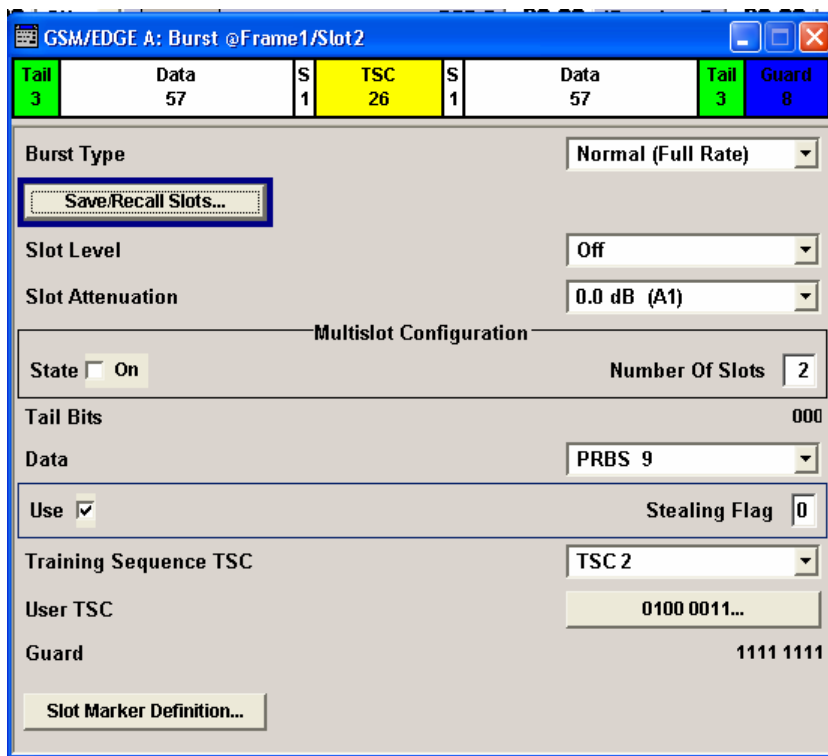 GSM/EDGE A: Burst @Frame1/Slot2
Tail Data S TSC S Data Tail Guard
3 57 1 26 1 57 3 8
Burst Type Normal (Full Rate)
Save/Recall Slots...
Slot Level Off
Slot Attenuation 0.0 dB (A1)
Multislot Configuration
State On Number Of Slots 2
Tail Bits 000
Data PRBS 9
Use Stealing Flag 0
Training Sequence TSC TSC 2
User TSC 0100 0011...
Guard 1111 1111
Slot Marker Definition...